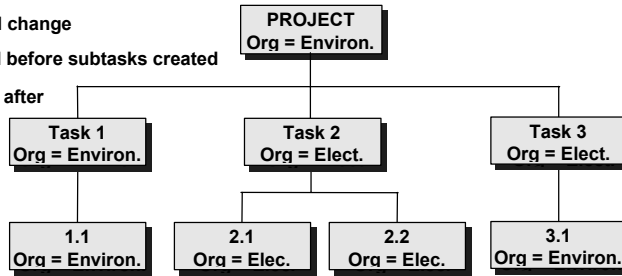 l change
PROJECT
Org = Environ.
l before subtasks created
after
Task 1
Org = Environ.
Task 2
Org = Elect.
Task 3
Org = Elect.
1.1
Org = Environ.
2.1
Org = Elec.
2.2
Org = Elec.
3.1
Org = Environ.